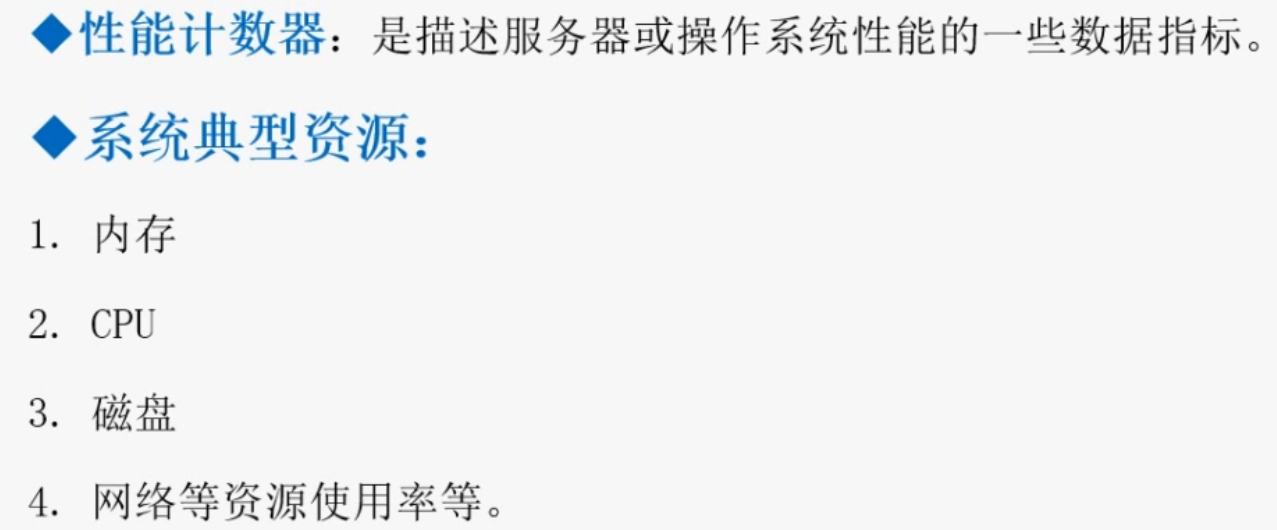 ◆性能计数器：是描述服务器或操作系统性能的一些数据指标。
◆系统典型资源：
1. 内存
2. CPU
3. 磁盘
4. 网络等资源使用率等。